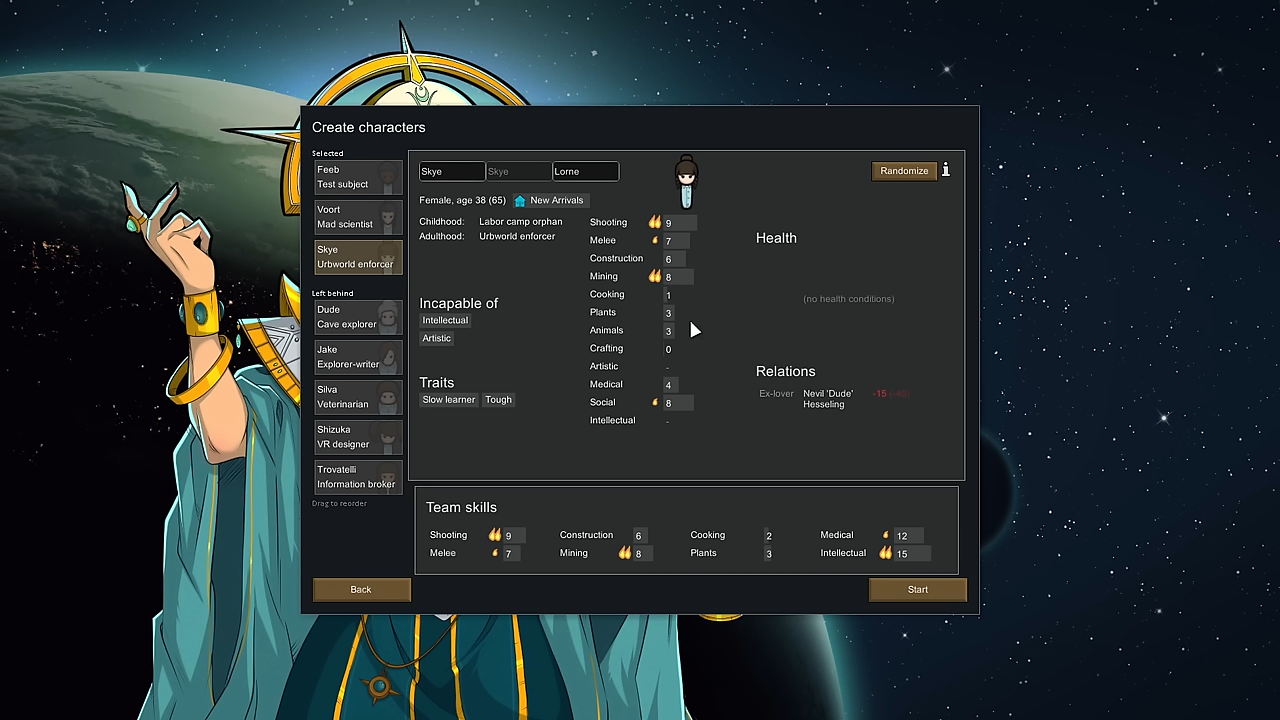 Create characters
Selected
Feeb
Test subject
Voort
Mad scientist
Skye
Urbworld enforcer
Left behind
Dude
Cave explorer
Jake
Explorer-writer
Silva
Veterinarian
Shizuka
VR designer
Trovatelli
Information broker
Drag to reorder
Skye Skye Lorne
Randomize
Female, age 38 (65) New Arrivals
Childhood: Labor camp orphan
Adulthood: Urbworld enforcer
Incapable of
Intellectual
Artistic
Traits
Slow learner Tough
Shooting 9
Melee 7
Construction 6
Mining 8
Cooking 1
Plants 3
Animals 3
Crafting 0
Artistic -
Medical 4
Social 8
Intellectual -
Health
(no health conditions)
Relations
Ex-lover Nevil 'Dude' Hesseling -15
Team skills
Shooting 9 Construction 6 Cooking 2 Medical 12
Melee 7 Mining 8 Plants 3 Intellectual 15
Back
Start